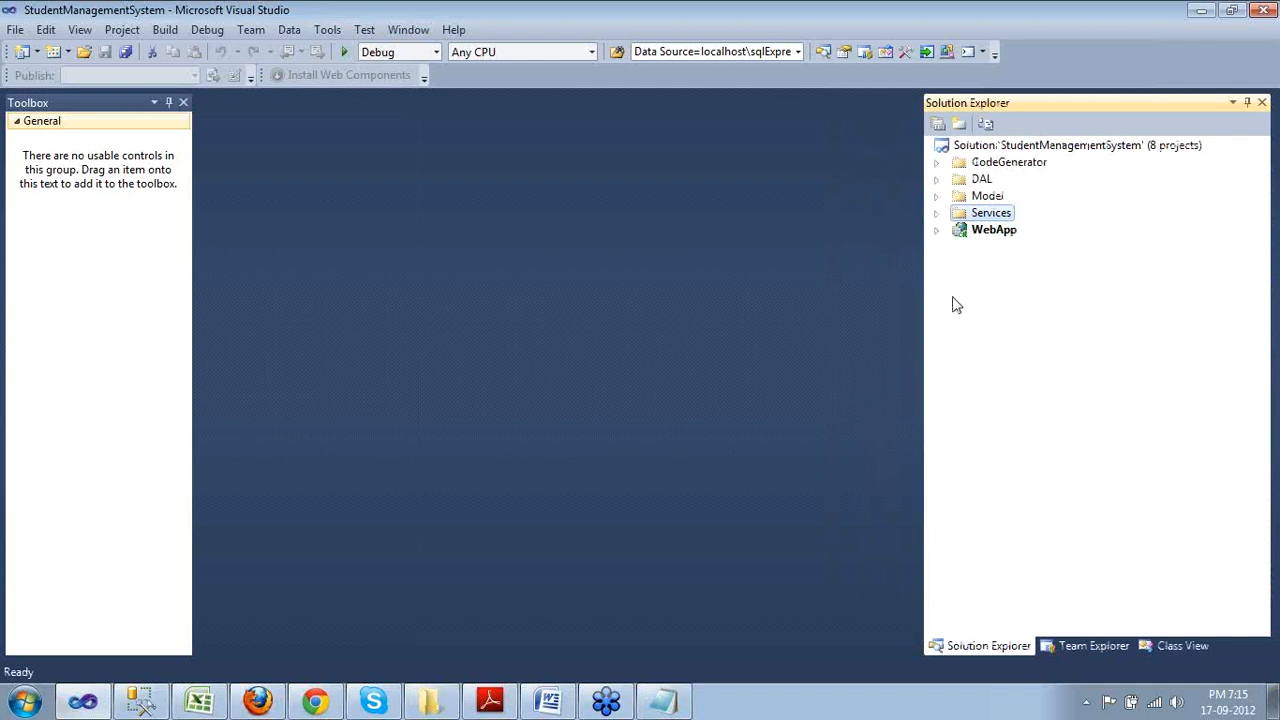 StudentManagementSystem - Microsoft Visual Studio
File Edit View Project Build Debug Team Data Tools Test Window Help
Debug Any CPU Data Source=localhost\sqlExpre
Publish: Install Web Components
Toolbox
General
There are no usable controls in
this group. Drag an item onto
this text to add it to the toolbox.
Solution Explorer
Solution 'StudentManagementSystem' (8 projects)
CodeGenerator
DAL
Model
Services
WebApp
Solution Explorer Team Explorer Class View
Ready
PM 7:15
17-09-2012